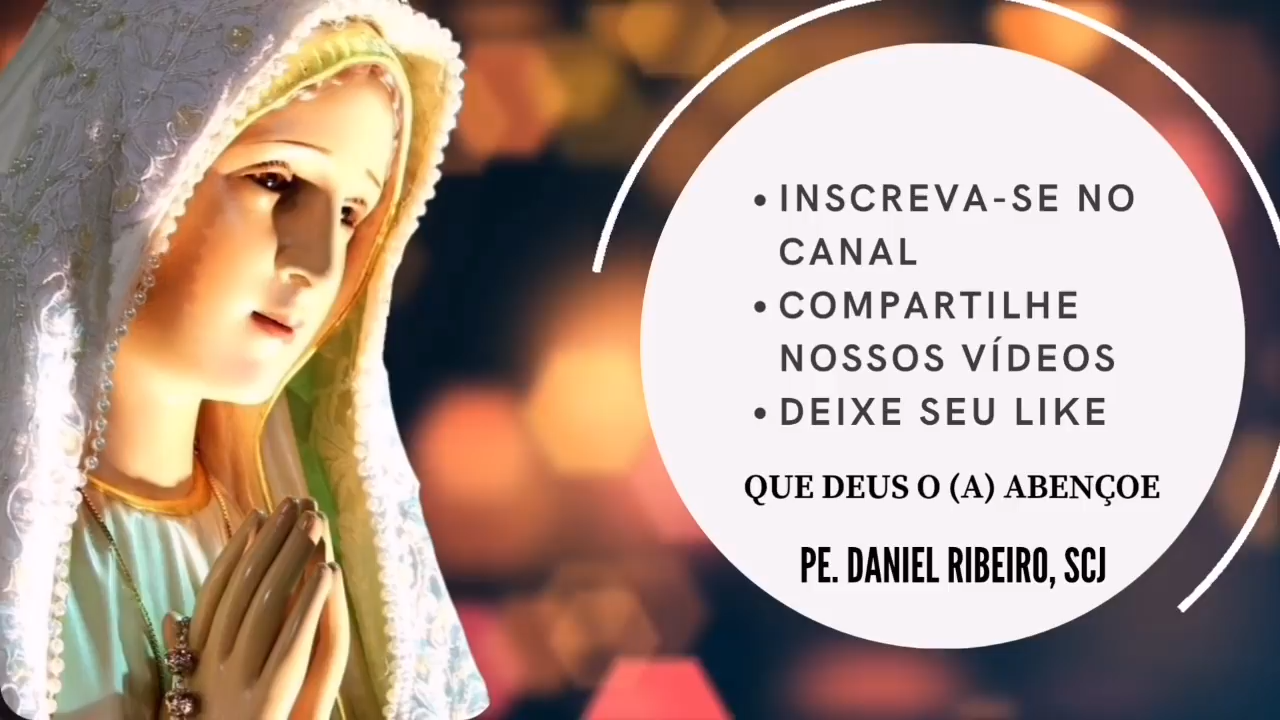 • INSCREVA-SE NO
CANAL
• COMPARTILHE
NOSSOS VÍDEOS
• DEIXE SEU LIKE
QUE DEUS O (A) ABENÇOE
PE. DANIEL RIBEIRO, SCJ